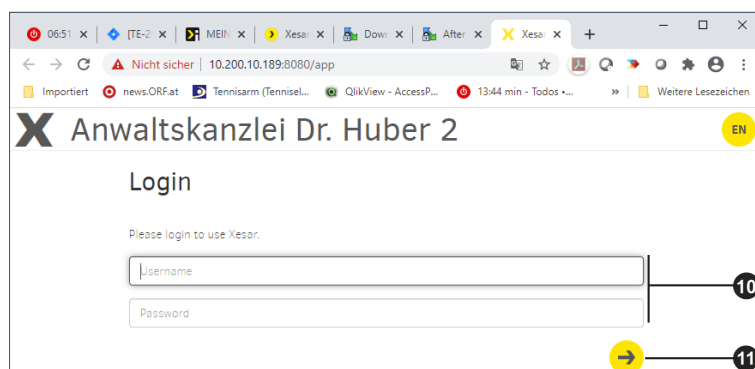 06:51 [TE-2 MEIN Xesar Dow After Xesar
Nicht sicher 10.200.10.189:8080/app
Importiert news.ORF.at Tennisarm (Tennisel... QlikView - AccessP... 13:44 min - Todos •... » Weitere Lesezeichen
X Anwaltskanzlei Dr. Huber 2 EN
Login
Please login to use Xesar.
Username
10
Password
11